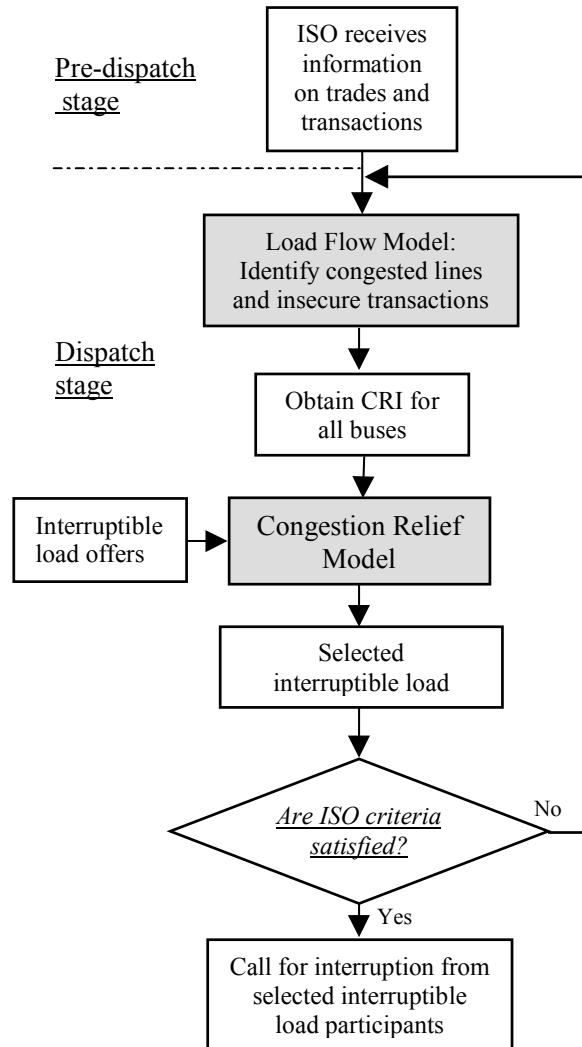 Pre-dispatch
stage
ISO receives
information
on trades and
transactions
Load Flow Model:
Identify congested lines
and insecure transactions
Dispatch
stage
Obtain CRI for
all buses
Interruptible
load offers
Congestion Relief
Model
Selected
interruptible load
Are ISO criteria
satisfied?
No
Yes
Call for interruption from
selected interruptible
load participants